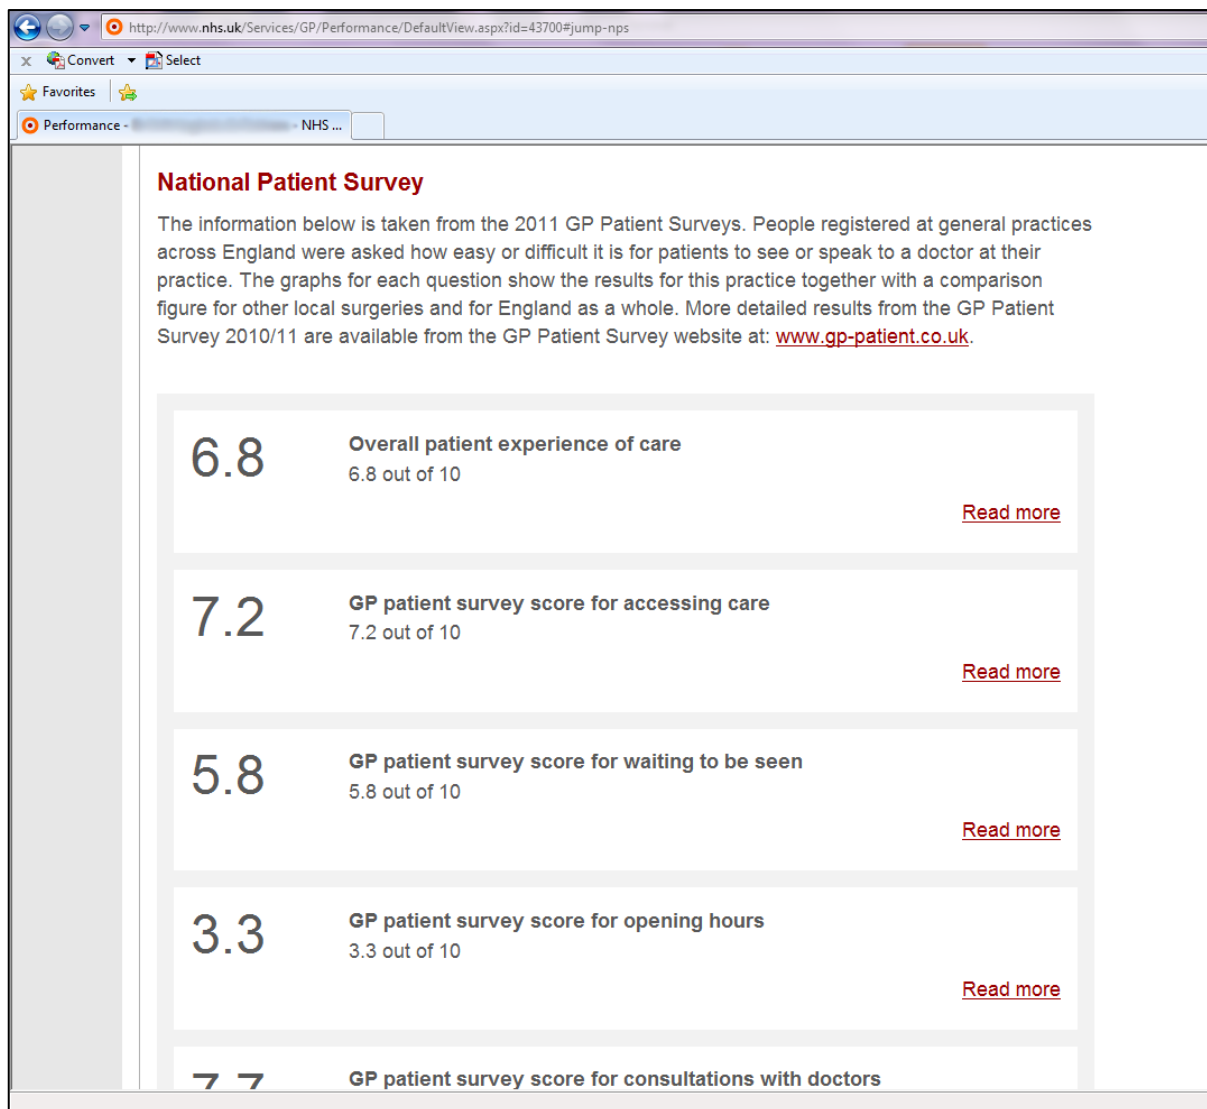 http://www.nhs.uk/Services/GP/Performance/DefaultView.aspx?id=43700#jump-nps
x Convert Select
Favorites
Performance - - NHS ...
National Patient Survey
The information below is taken from the 2011 GP Patient Surveys. People registered at general practices
across England were asked how easy or difficult it is for patients to see or speak to a doctor at their
practice. The graphs for each question show the results for this practice together with a comparison
figure for other local surgeries and for England as a whole. More detailed results from the GP Patient
Survey 2010/11 are available from the GP Patient Survey website at: www.gp-patient.co.uk.
6.8
Overall patient experience of care
6.8 out of 10
Read more
7.2
GP patient survey score for accessing care
7.2 out of 10
Read more
5.8
GP patient survey score for waiting to be seen
5.8 out of 10
Read more
3.3
GP patient survey score for opening hours
3.3 out of 10
Read more
GP patient survey score for consultations with doctors